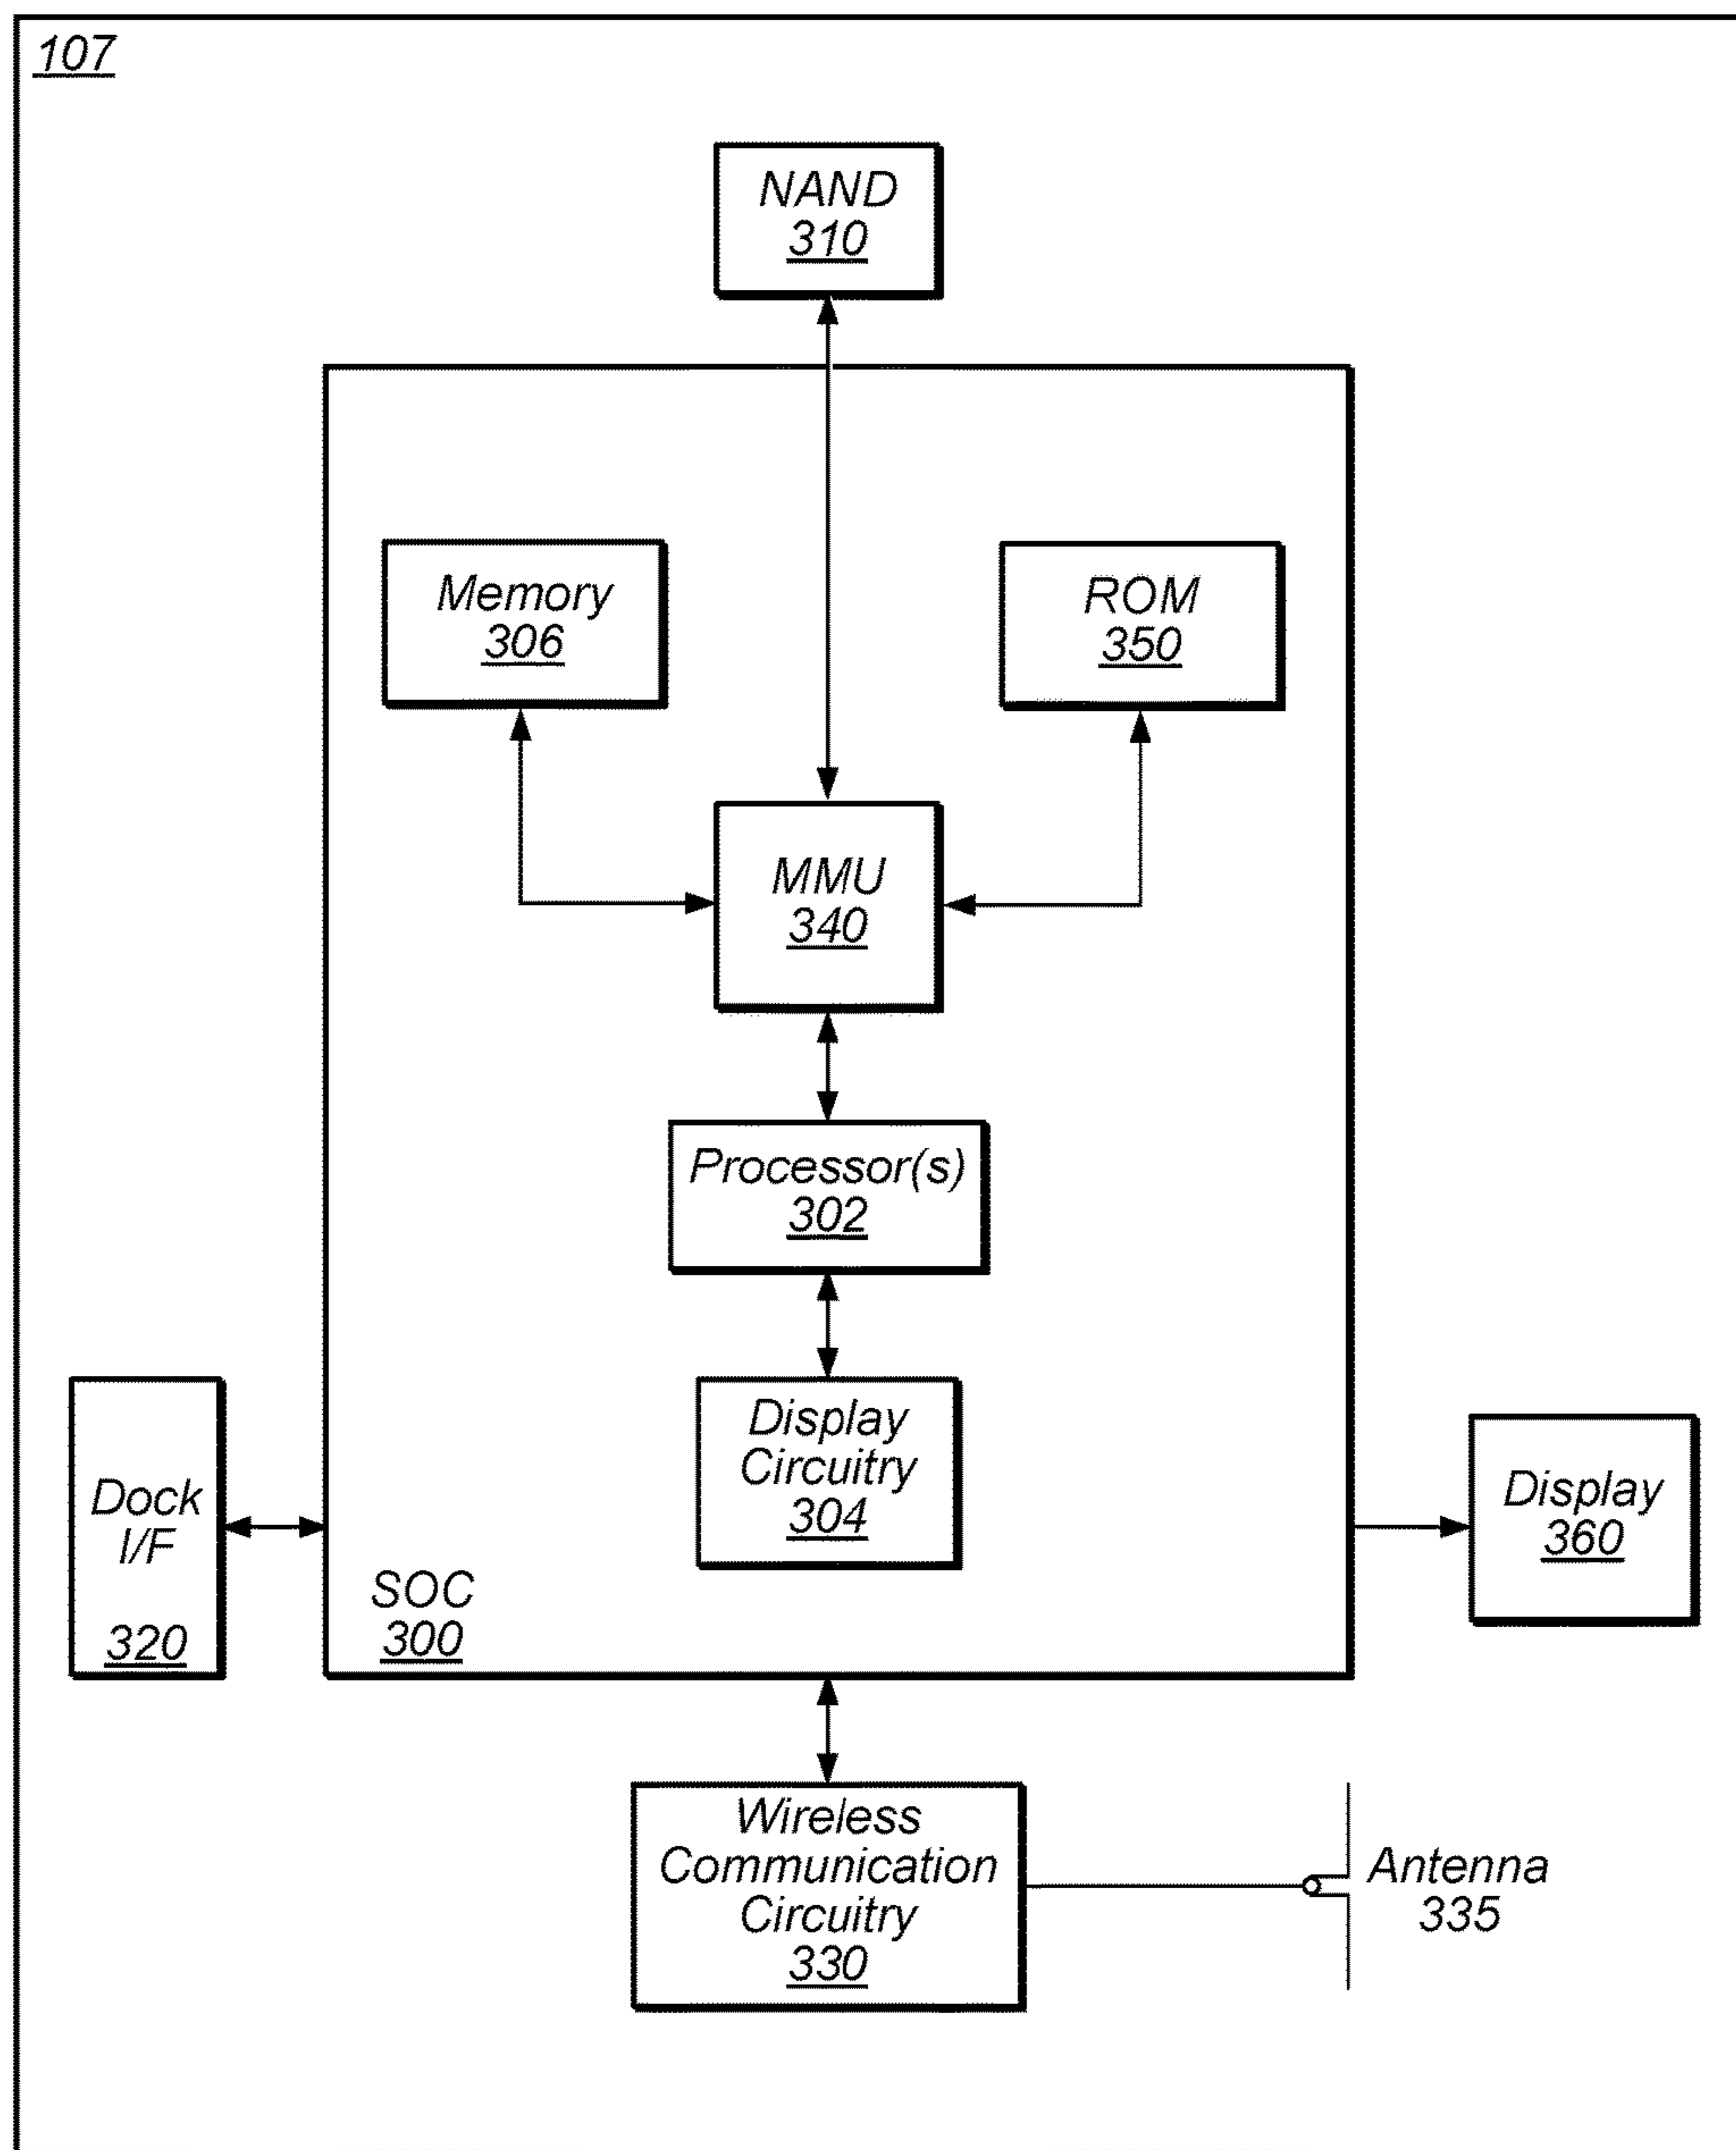 107
NAND
310
Memory
306
ROM
350
MMU
340
Processor(s)
302
Display
Circuitry
304
Dock
I/F
320
SOC
300
Display
360
Wireless
Communication
Circuitry
330
Antenna
335